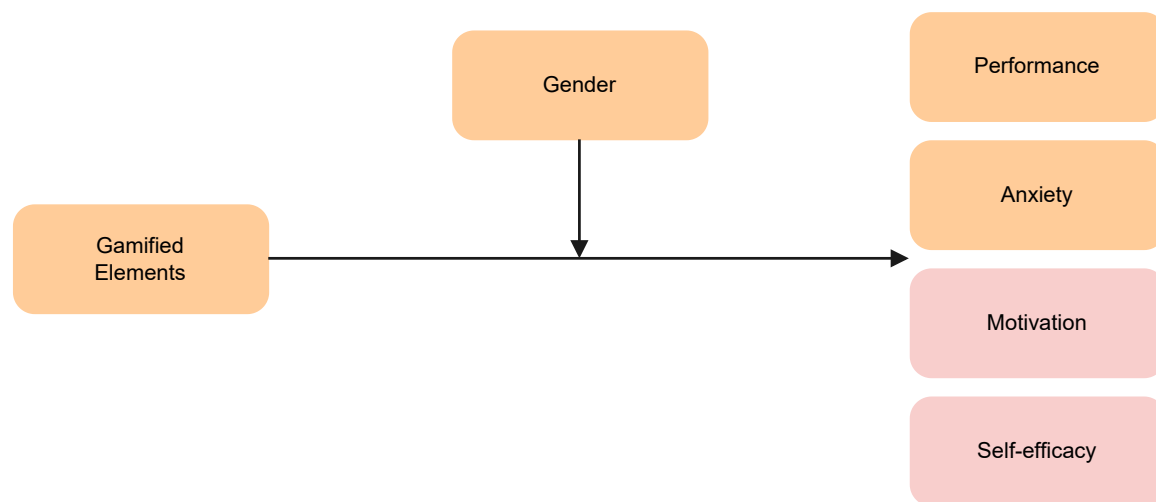 Gender
Performance
Anxiety
Gamified
Elements
Motivation
Self-efficacy